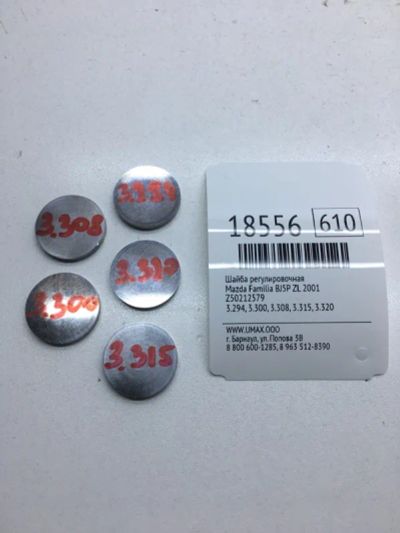 3.294
3.308
3.320
3.300
3.315
18556 610
Шайба регулировочная
Mazda Familia BJ5P ZL 2001
Z50212579
3.294, 3.300, 3.308, 3.315, 3.320
WWW.UMAX.OOO
г. Барнаул, ул.Попова 3В
8 800 600-1285, 8 963 512-8390